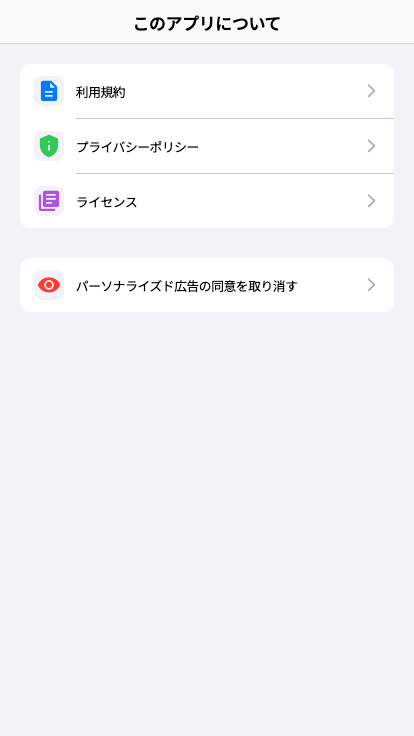 このアプリについて
利用規約
プライバシーポリシー
ライセンス
パーソナライズド広告の同意を取り消す